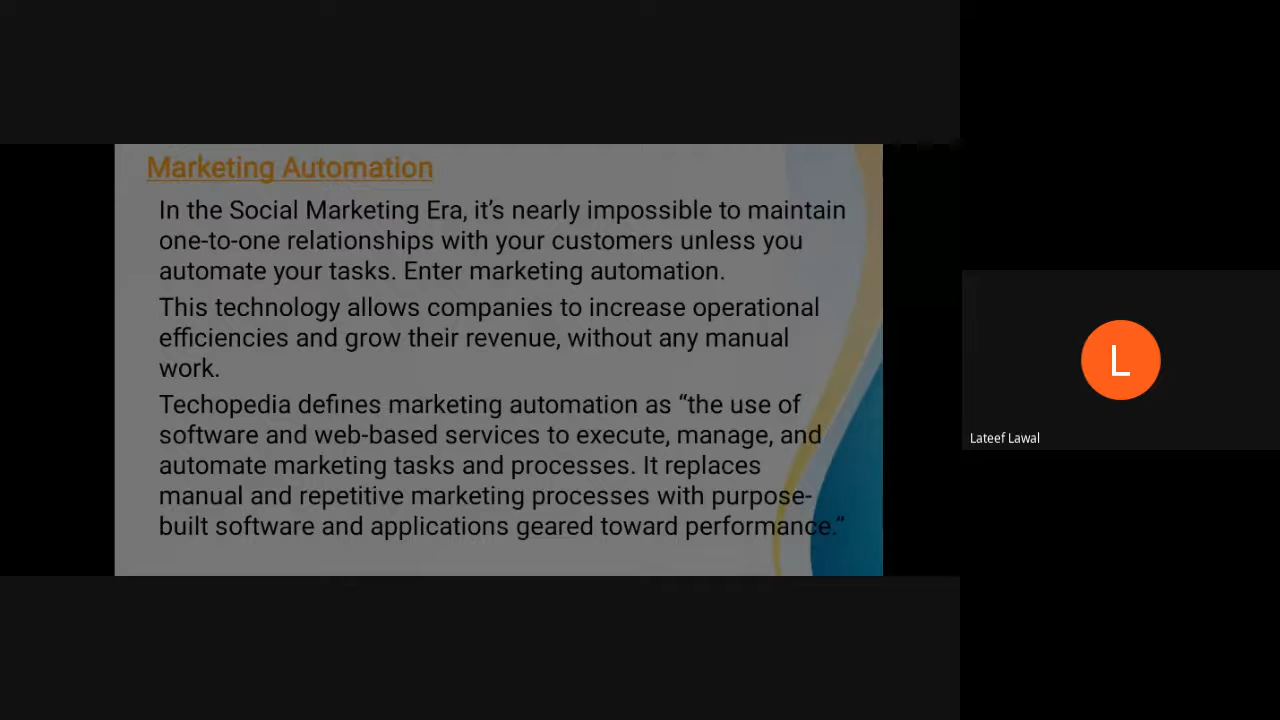 Marketing Automation
In the Social Marketing Era, it’s nearly impossible to maintain
one-to-one relationships with your customers unless you
automate your tasks. Enter marketing automation.
This technology allows companies to increase operational
efficiencies and grow their revenue, without any manual
work.
Techopedia defines marketing automation as “the use of
software and web-based services to execute, manage, and
automate marketing tasks and processes. It replaces
manual and repetitive marketing processes with purpose-
built software and applications geared toward performance.”
L
Lateef Lawal